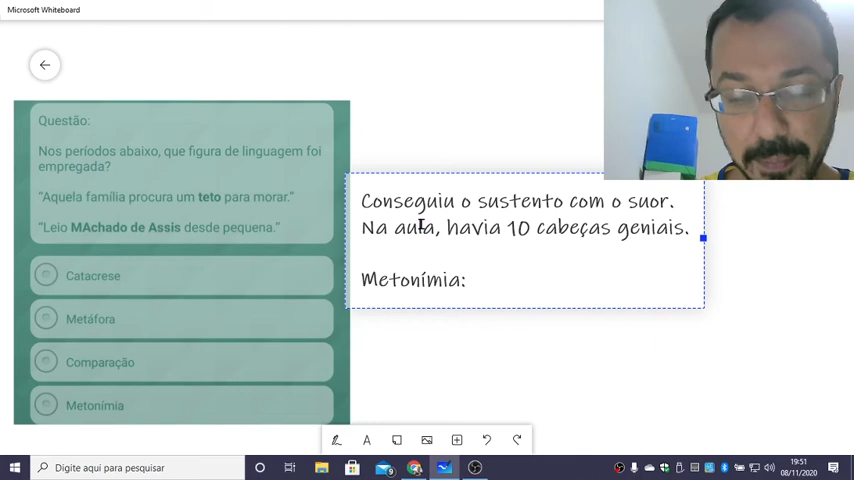 Microsoft Whiteboard
Questão:
Nos períodos abaixo, que figura de linguagem foi
empregada?
“Aquela família procura um teto para morar.”
“Leio MAchado de Assis desde pequena.”
Catacrese
Metáfora
Comparação
Metonímia
Conseguiu o sustento com o suor.
Na aula, havia 10 cabeças geniais.
Metonímia:
A
Digite aqui para pesquisar
9
19:51
08/11/2020